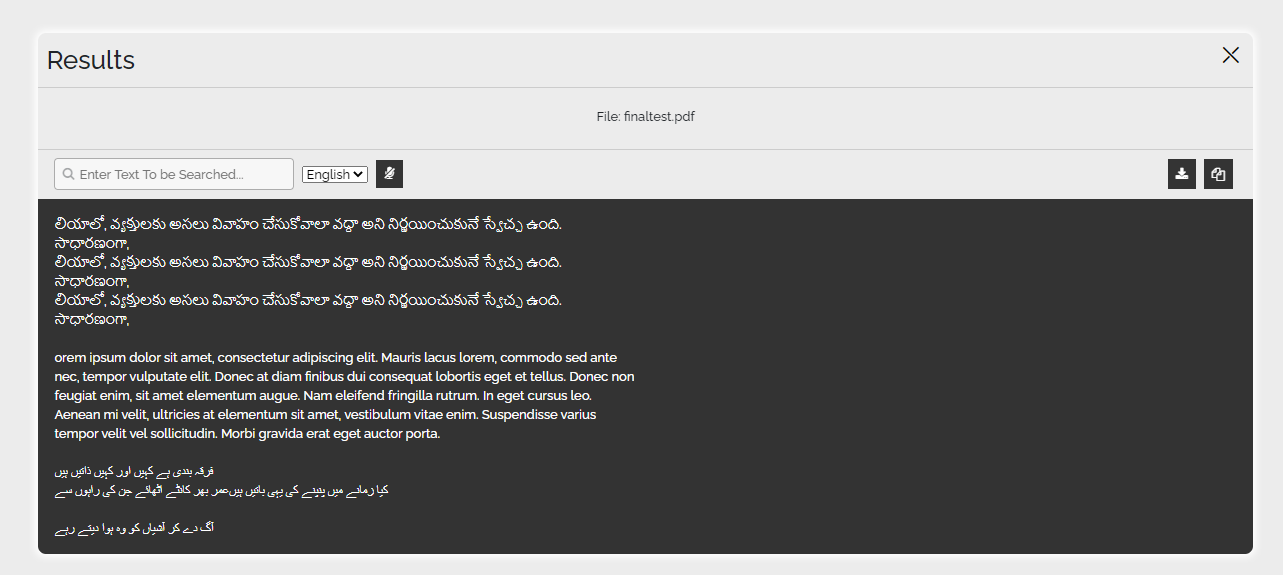 Results
File: finaltest.pdf
Enter Text To be Searched...
English
లియాలో, వ్యక్తులకు అసలు వివాహం చేసుకోవాలా వద్దా అని నిర్ణయించుకునే స్వేచ్ఛ ఉంది.
సాధారణంగా,
లియాలో, వ్యక్తులకు అసలు వివాహం చేసుకోవాలా వద్దా అని నిర్ణయించుకునే స్వేచ్ఛ ఉంది.
సాధారణంగా,
లియాలో, వ్యక్తులకు అసలు వివాహం చేసుకోవాలా వద్దా అని నిర్ణయించుకునే స్వేచ్ఛ ఉంది.
సాధారణంగా,
orem ipsum dolor sit amet, consectetur adipiscing elit. Mauris lacus lorem, commodo sed ante
nec, tempor vulputate elit. Donec at diam finibus dui consequat lobortis eget et tellus. Donec non
feugiat enim, sit amet elementum augue. Nam eleifend fringilla rutrum. In eget cursus leo.
Aenean mi velit, ultricies at elementum sit amet, vestibulum vitae enim. Suspendisse varius
tempor velit vel sollicitudin. Morbi gravida erat eget auctor porta.
فرقہ بندی ہے کہیں اور کہیں ذاتیں ہیں
کیا زمانے میں پنپنے کی یہی باتیں ہیں عمر بھر کانٹے اٹھائے جن کی راہوں سے
آگ دے کر آشیاں کو وہ ہوا دیتے رہے